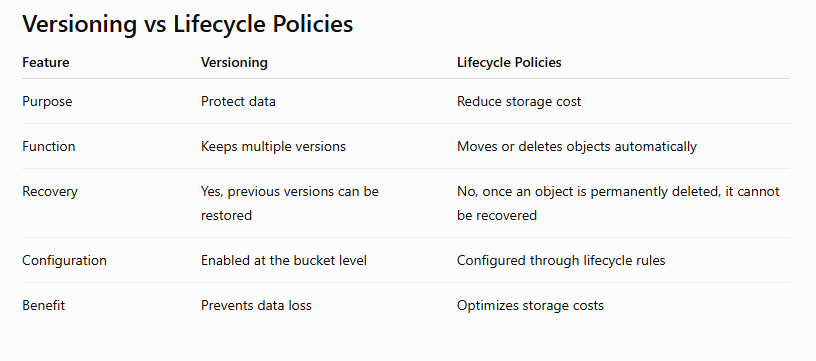 Versioning vs Lifecycle Policies
Feature Versioning Lifecycle Policies
Purpose Protect data Reduce storage cost
Function Keeps multiple versions Moves or deletes objects automatically
Recovery Yes, previous versions can be restored No, once an object is permanently deleted, it cannot be recovered
Configuration Enabled at the bucket level Configured through lifecycle rules
Benefit Prevents data loss Optimizes storage costs